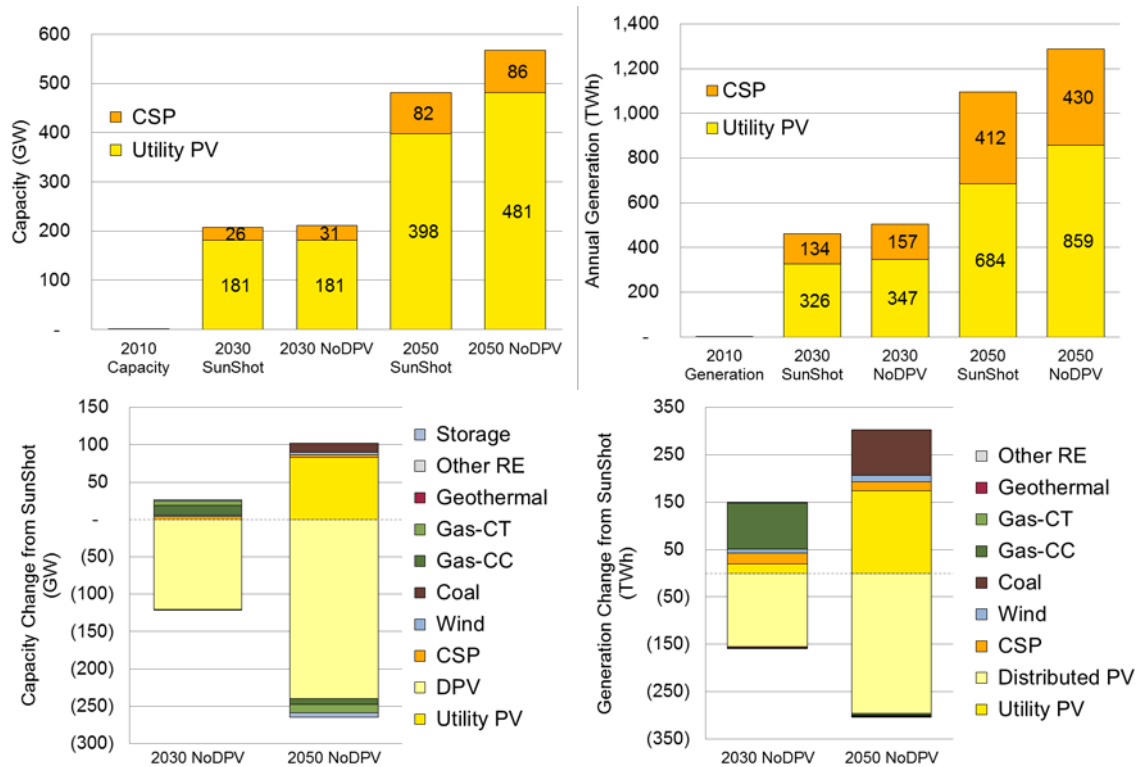 600
500
400
300
200
100
-
Capacity (GW)
CSP
Utility PV
26
181
31
181
82
398
86
481
2010
Capacity
2030
SunShot
2030 NoDPV
2050
SunShot
2050 NoDPV
1,400
1,200
1,000
800
600
400
200
-
Annual Generation (TWh)
CSP
Utility PV
134
326
157
347
412
684
430
859
2010
Generation
2030
SunShot
2030
NoDPV
2050
SunShot
2050
NoDPV
150
100
50
-
(50)
(100)
(150)
(200)
(250)
(300)
Capacity Change from SunShot
(GW)
2030 NoDPV
2050 NoDPV
Storage
Other RE
Geothermal
Gas-CT
Gas-CC
Coal
Wind
CSP
DPV
Utility PV
350
250
150
50
(50)
(150)
(250)
(350)
Generation Change from SunShot
(TWh)
2030 NoDPV
2050 NoDPV
Other RE
Geothermal
Gas-CT
Gas-CC
Coal
Wind
CSP
Distributed PV
Utility PV